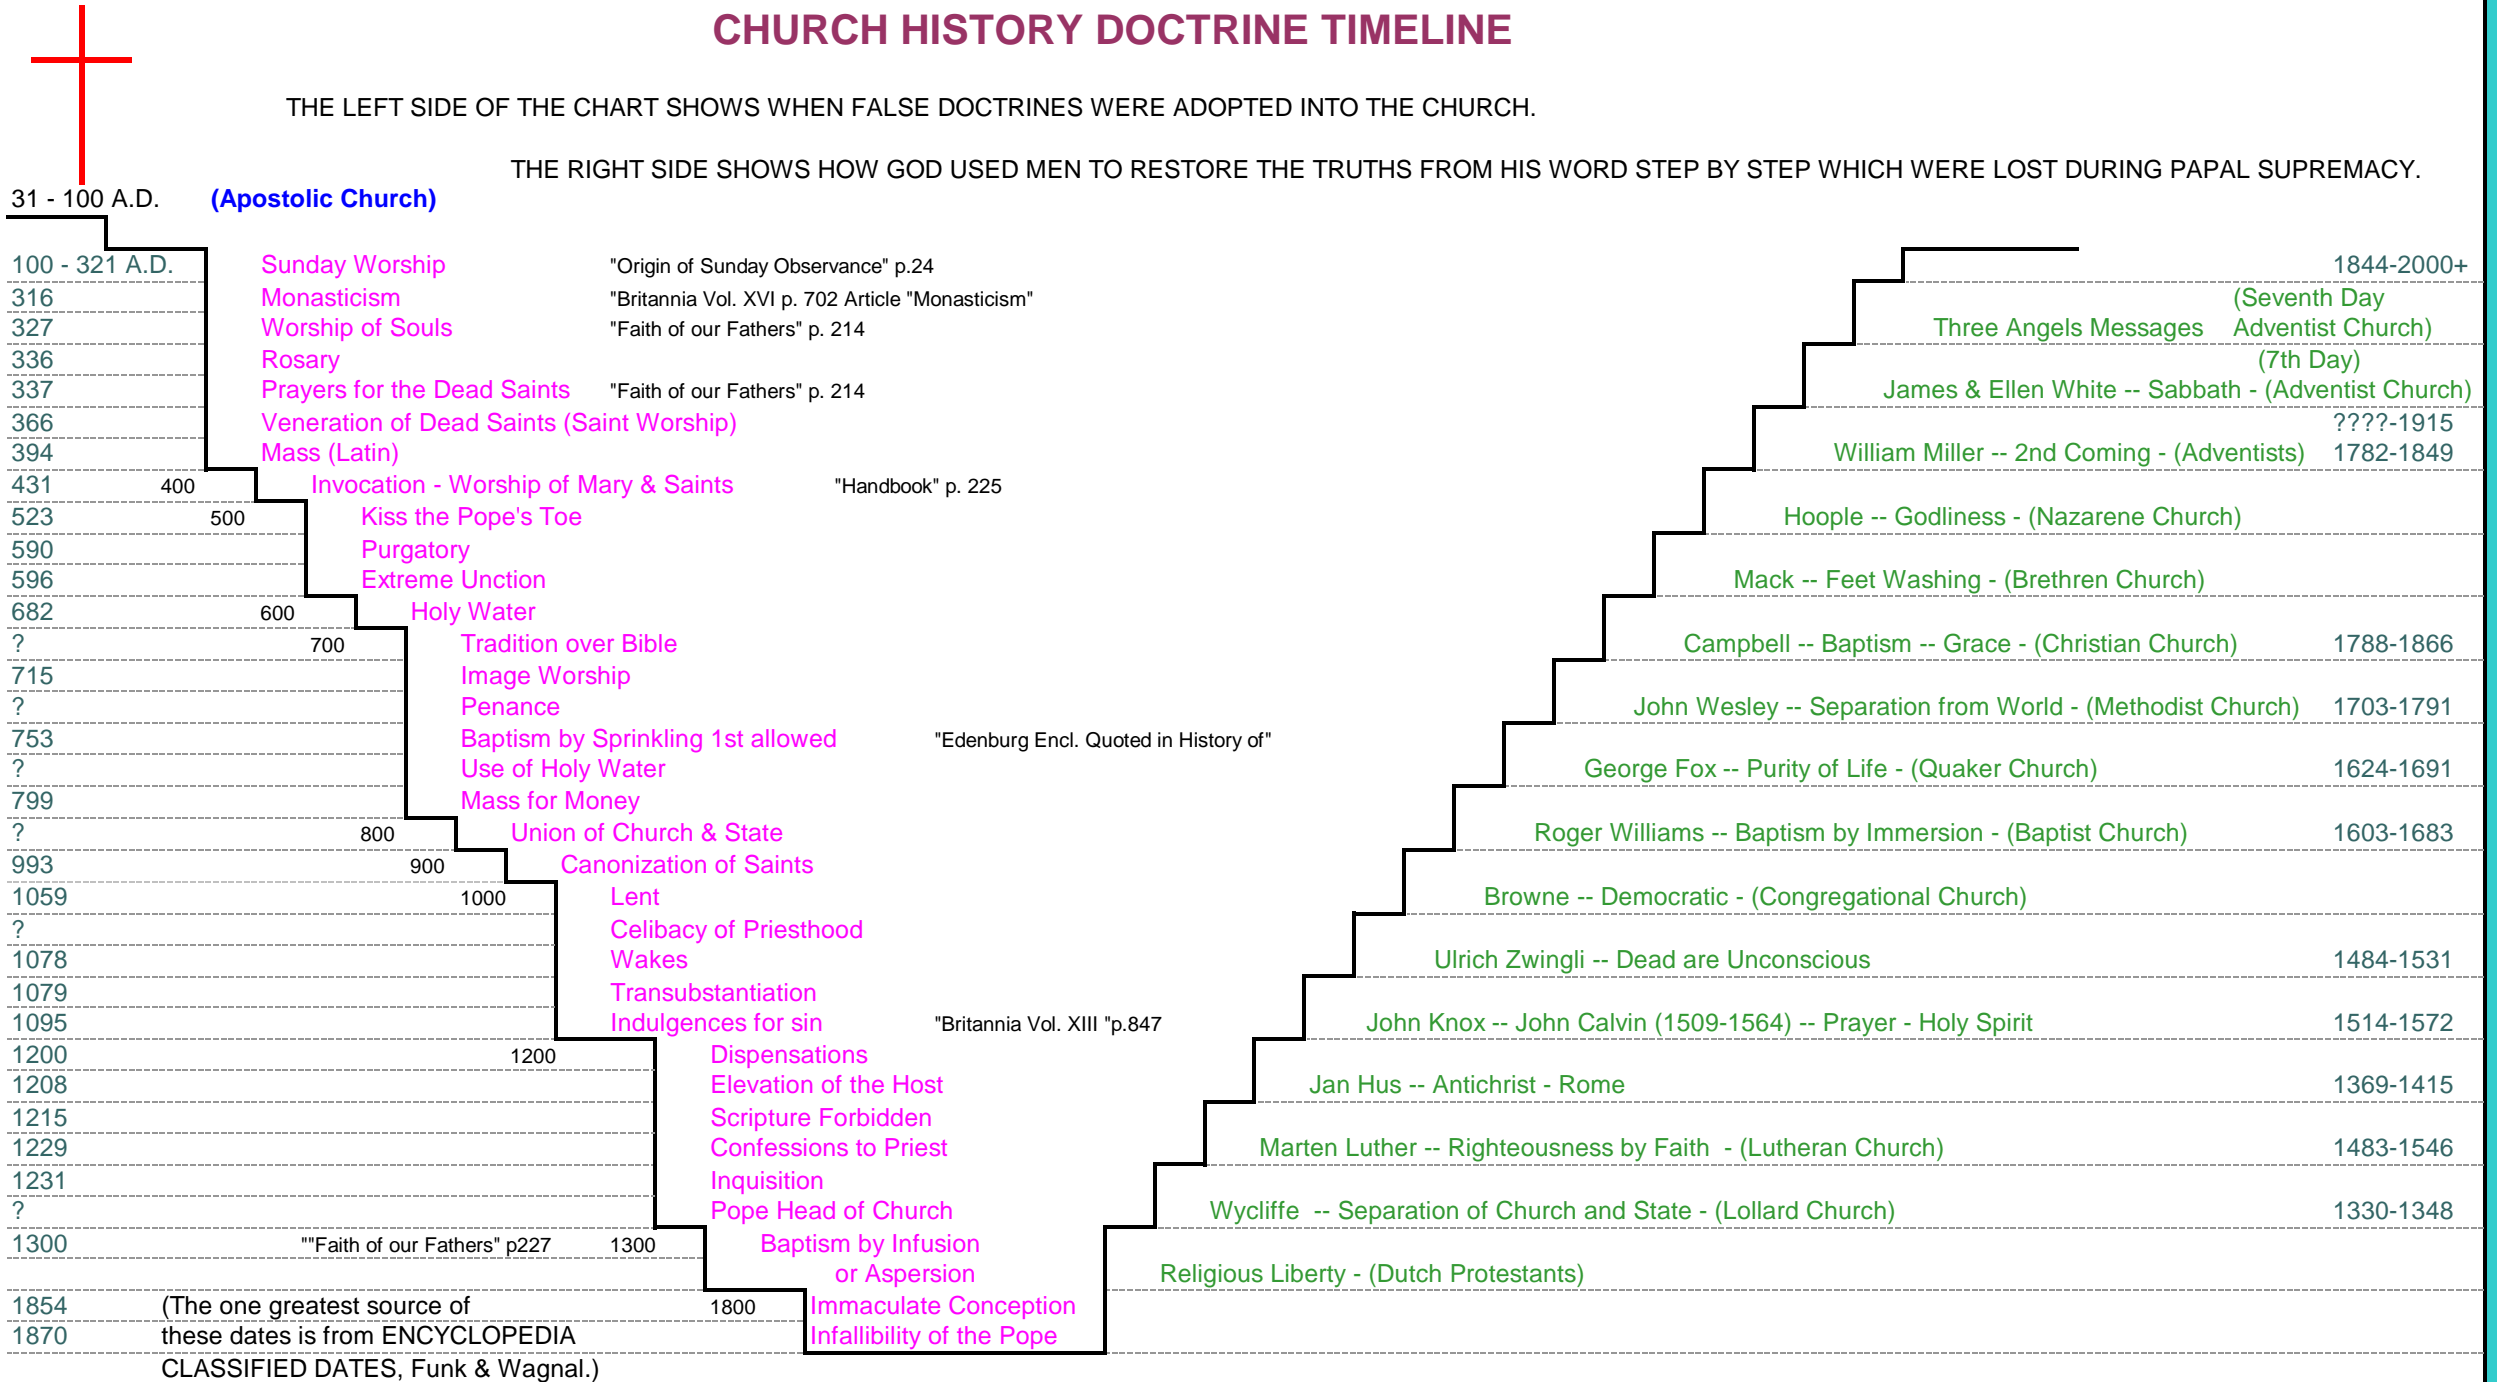 CHURCH HISTORY DOCTRINE TIMELINE
THE LEFT SIDE OF THE CHART SHOWS WHEN FALSE DOCTRINES WERE ADOPTED INTO THE CHURCH.
THE RIGHT SIDE SHOWS HOW GOD USED MEN TO RESTORE THE TRUTHS FROM HIS WORD STEP BY STEP WHICH WERE LOST DURING PAPAL SUPREMACY.
31 - 100 A.D. (Apostolic Church)
100 - 321 A.D. Sunday Worship "Origin of Sunday Observance" p.24 1844-2000+
316 Monasticism "Britannia Vol. XVI p. 702 Article "Monasticism" (Seventh Day
327 Worship of Souls "Faith of our Fathers" p. 214 Three Angels Messages Adventist Church)
336 Rosary (7th Day)
337 Prayers for the Dead Saints "Faith of our Fathers" p. 214 James & Ellen White -- Sabbath - (Adventist Church)
366 Veneration of Dead Saints (Saint Worship) ????-1915
394 Mass (Latin) William Miller -- 2nd Coming - (Adventists) 1782-1849
431 400 Invocation - Worship of Mary & Saints "Handbook" p. 225
523 500 Kiss the Pope's Toe Hoople -- Godliness - (Nazarene Church)
590 Purgatory
596 Extreme Unction Mack -- Feet Washing - (Brethren Church)
682 600 Holy Water
? 700 Tradition over Bible Campbell -- Baptism -- Grace - (Christian Church) 1788-1866
715 Image Worship
? Penance John Wesley -- Separation from World - (Methodist Church) 1703-1791
753 Baptism by Sprinkling 1st allowed "Edenburg Encl. Quoted in History of"
? Use of Holy Water George Fox -- Purity of Life - (Quaker Church) 1624-1691
799 Mass for Money
? 800 Union of Church & State Roger Williams -- Baptism by Immersion - (Baptist Church) 1603-1683
993 900 Canonization of Saints
1059 1000 Lent Browne -- Democratic - (Congregational Church)
? Celibacy of Priesthood
1078 Wakes Ulrich Zwingli -- Dead are Unconscious 1484-1531
1079 Transubstantiation
1095 Indulgences for sin "Britannia Vol. XIII "p.847 John Knox -- John Calvin (1509-1564) -- Prayer - Holy Spirit 1514-1572
1200 1200 Dispensations
1208 Elevation of the Host Jan Hus -- Antichrist - Rome 1369-1415
1215 Scripture Forbidden
1229 Confessions to Priest Marten Luther -- Righteousness by Faith - (Lutheran Church) 1483-1546
1231 Inquisition
? Pope Head of Church Wycliffe -- Separation of Church and State - (Lollard Church) 1330-1348
1300 ""Faith of our Fathers" p227 1300 Baptism by Infusion
or Aspersion Religious Liberty - (Dutch Protestants)
1854 (The one greatest source of 1800 Immaculate Conception
1870 these dates is from ENCYCLOPEDIA Infallibility of the Pope
CLASSIFIED DATES, Funk & Wagnal.)